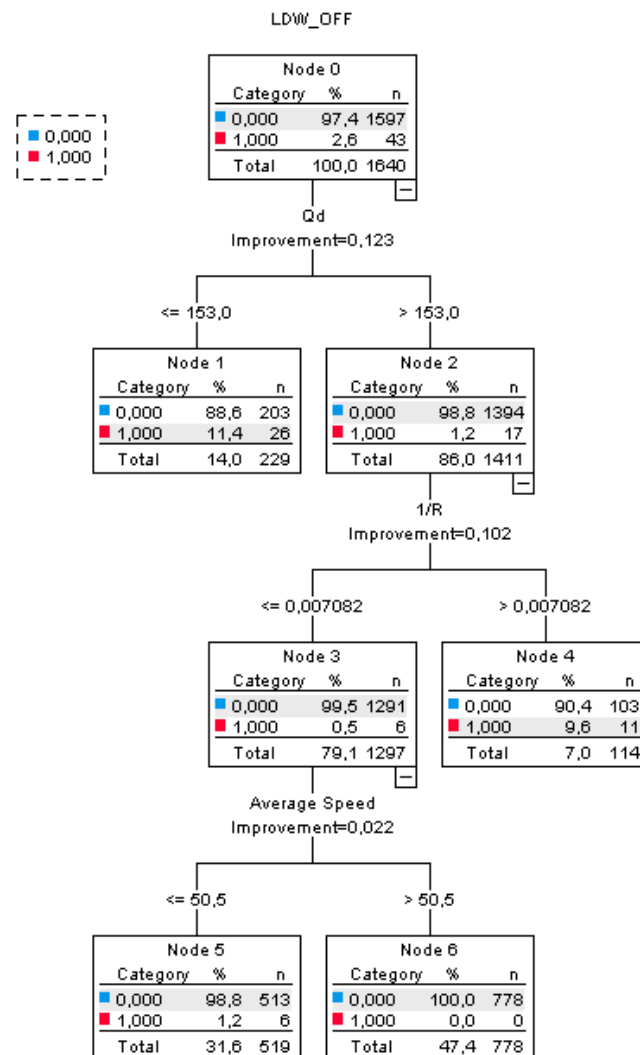 LDW_OFF
0,000
1,000
Node 0
Category % n
0,000 97,4 1597
1,000 2,6 43
Total 100,0 1640
Qd
Improvement=0,123
<= 153,0 > 153,0
Node 1
Category % n
0,000 88,6 203
1,000 11,4 26
Total 14,0 229
Node 2
Category % n
0,000 98,8 1394
1,000 1,2 17
Total 86,0 1411
1/R
Improvement=0,102
<= 0,007082 > 0,007082
Node 3
Category % n
0,000 99,5 1291
1,000 0,5 6
Total 79,1 1297
Node 4
Category % n
0,000 90,4 103
1,000 9,6 11
Total 7,0 114
Average Speed
Improvement=0,022
<= 50,5 > 50,5
Node 5
Category % n
0,000 98,8 513
1,000 1,2 6
Total 31,6 519
Node 6
Category % n
0,000 100,0 778
1,000 0,0 0
Total 47,4 778